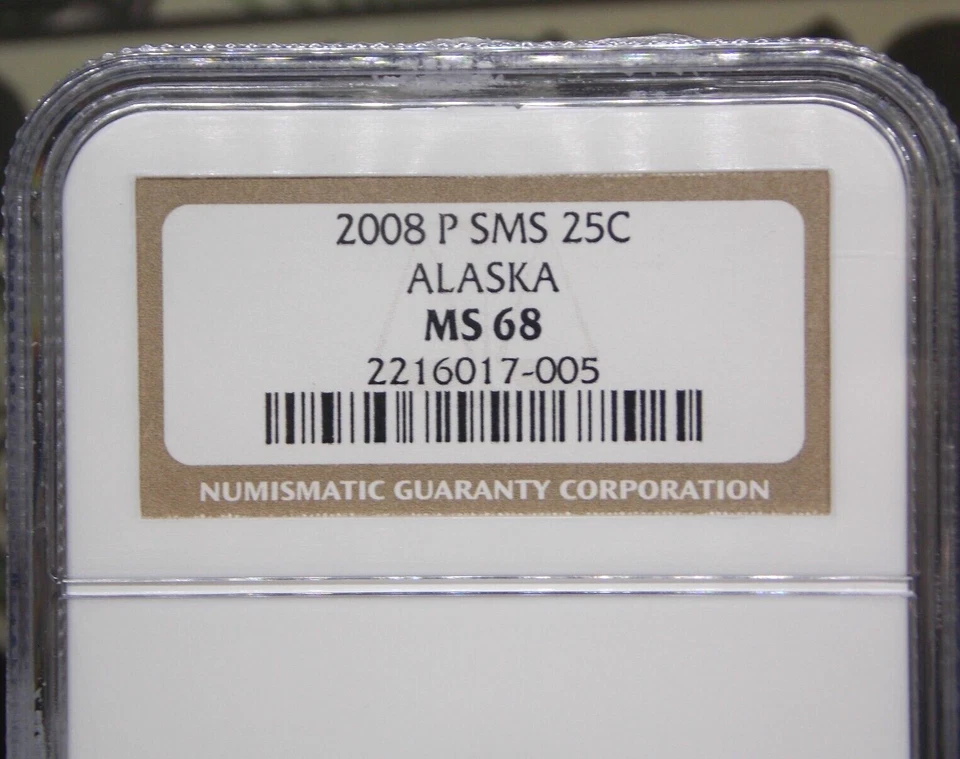 2008 P SMS 25C
ALASKA
MS 68
2216017-005
NUMISMATIC GUARANTY CORPORATION